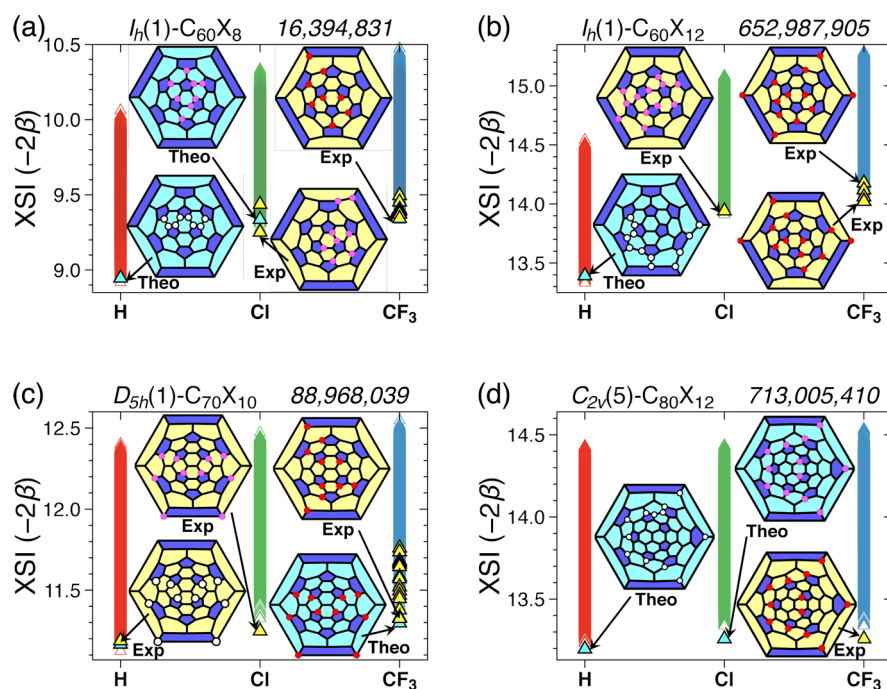 (a) Iₕ(1)-C₆₀X₈ 16,394,831
10.5
10.0
9.5
9.0
XSI (−2β)
Theo
Exp
Theo
Exp
H Cl CF₃
(b) Iₕ(1)-C₆₀X₁₂ 652,987,905
15.0
14.5
14.0
13.5
XSI (−2β)
Exp
Exp
Theo
Exp
H Cl CF₃
(c) D₅ₕ(1)-C₇₀X₁₀ 88,968,039
12.5
12.0
11.5
XSI (−2β)
Exp
Exp
Exp
Theo
H Cl CF₃
(d) C₂ᵥ(5)-C₈₀X₁₂ 713,005,410
14.5
14.0
13.5
XSI (−2β)
Theo
Theo
Exp
H Cl CF₃